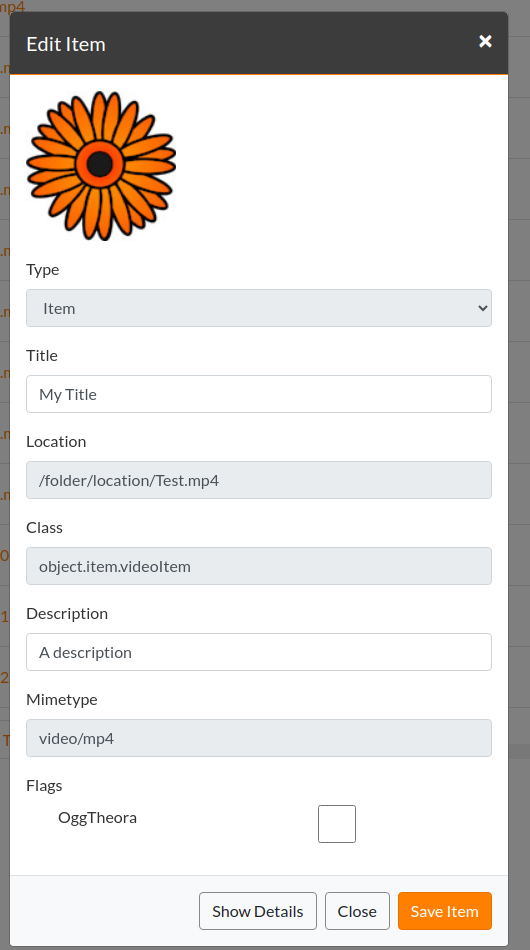 mp4
Edit Item
×
Type
Item
Title
My Title
Location
/folder/location/Test.mp4
Class
object.item.videoItem
Description
A description
Mimetype
video/mp4
Flags
OggTheora
Show Details
Close
Save Item